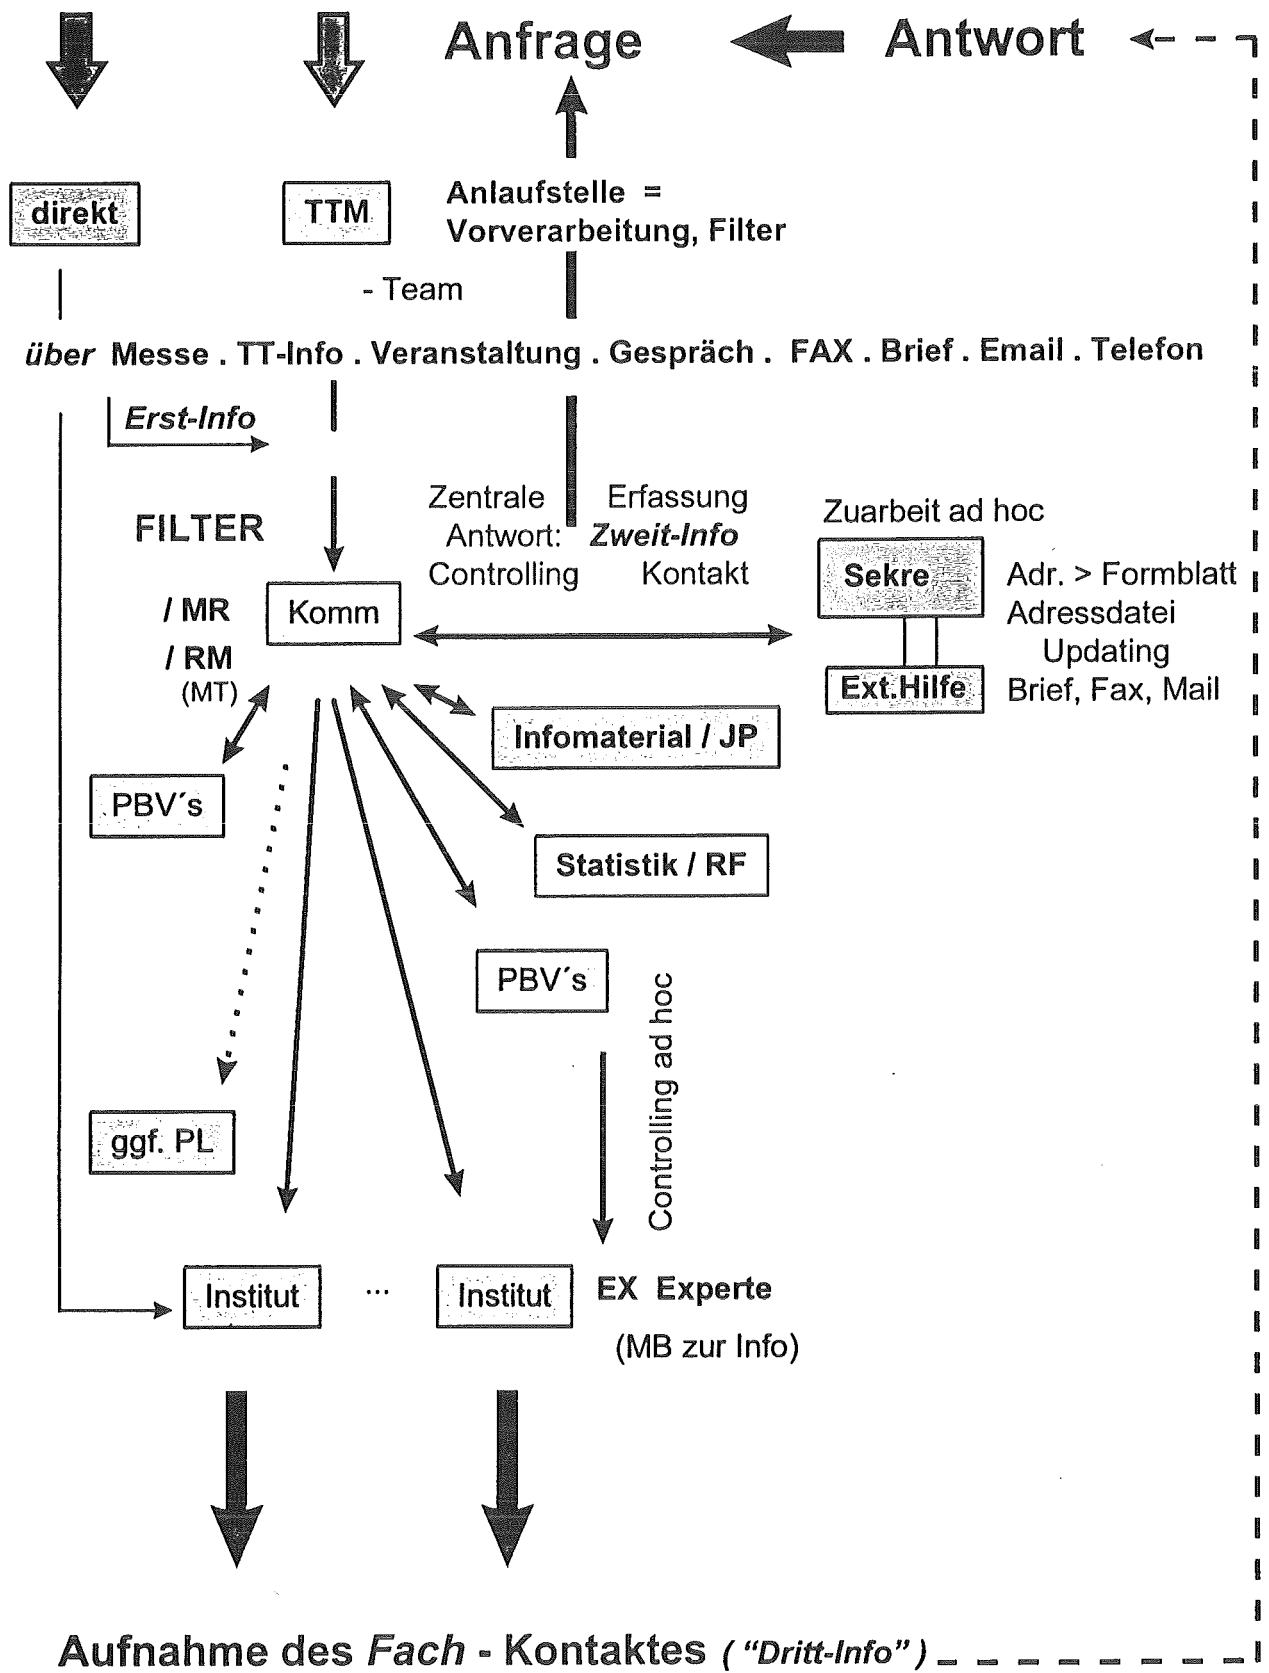 Anfrage
Antwort
direkt
TTM
Anlaufstelle =
Vorverarbeitung, Filter
- Team
über Messe . TT-Info . Veranstaltung . Gespräch . FAX . Brief . Email . Telefon
Erst-Info
FILTER
Zentrale Erfassung
Antwort: Zweit-Info
Controlling Kontakt
Zuarbeit ad hoc
Sekre
Adr. > Formblatt
Adressdatei
Updating
Ext.Hilfe
Brief, Fax, Mail
/ MR
Komm
/ RM
(MT)
Infomaterial / JP
PBV´s
Statistik / RF
PBV´s
Controlling ad hoc
ggf. PL
Institut
...
Institut
EX Experte
(MB zur Info)
Aufnahme des Fach - Kontaktes ( “Dritt-Info” )